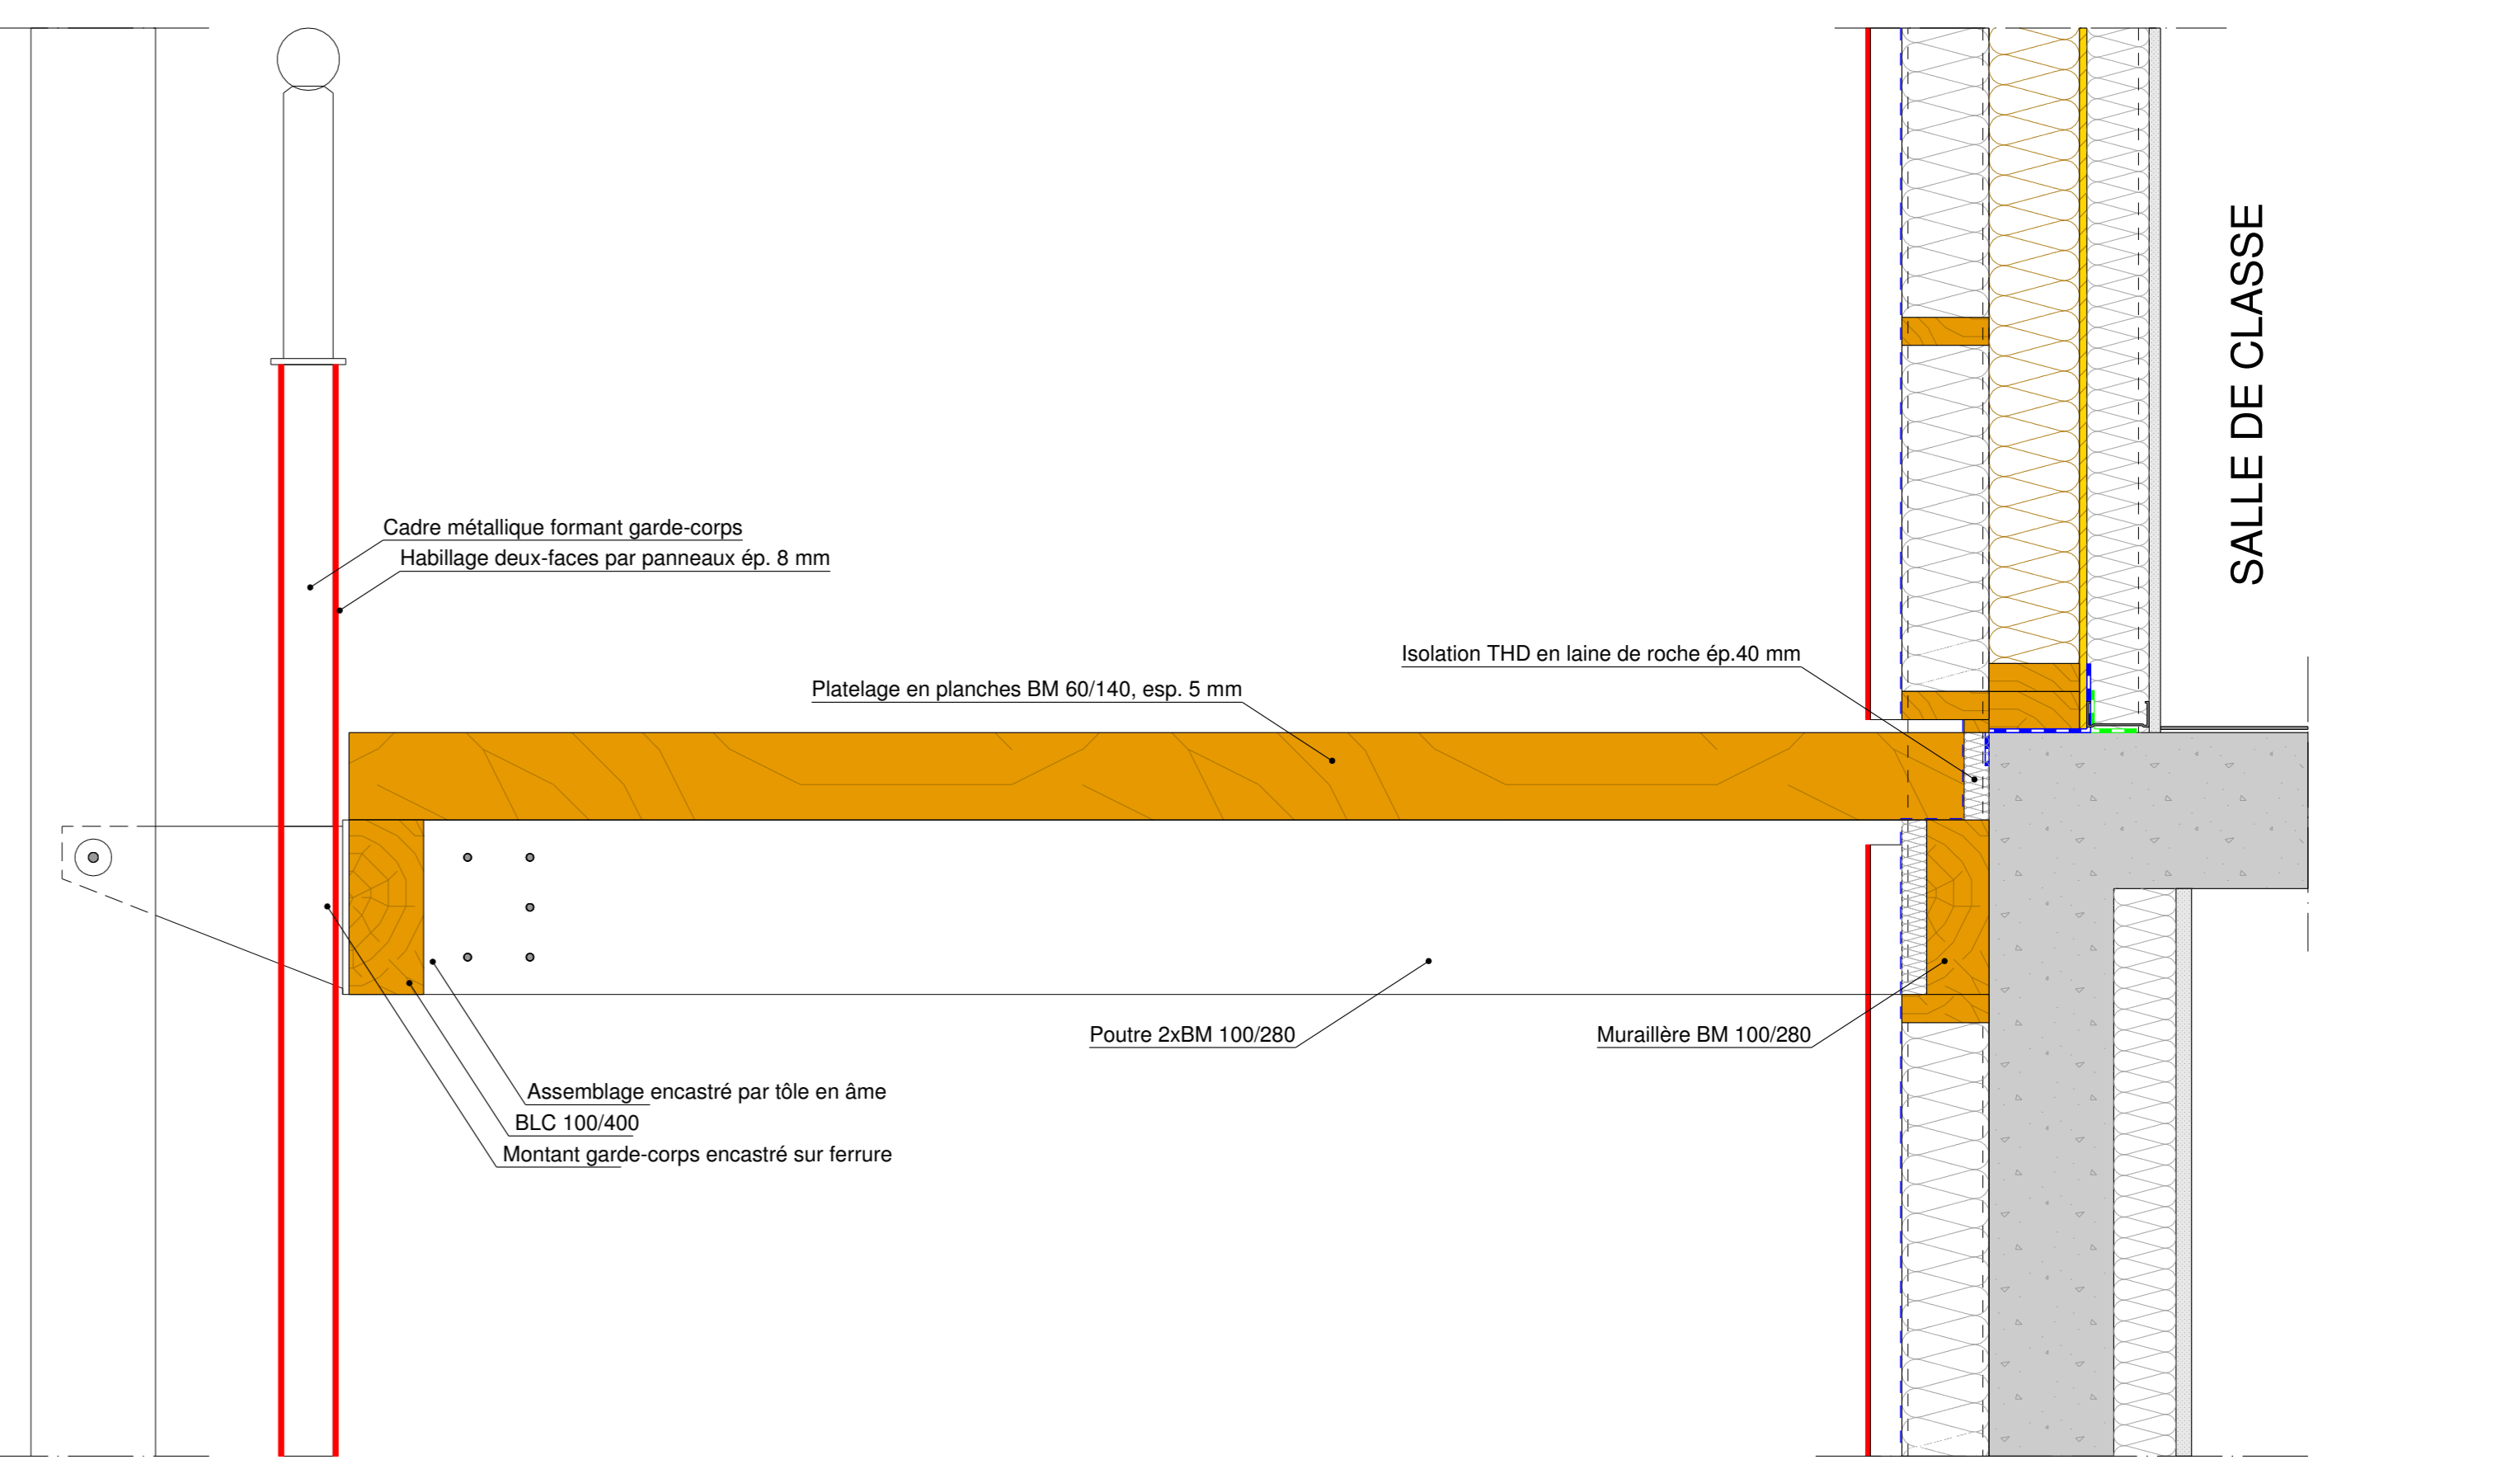 SALLE DE CLASSE
Cadre métallique formant garde-corps
Habillage deux-faces par panneaux ép. 8 mm
Isolation THD en laine de roche ép.40 mm
Platelage en planches BM 60/140, esp. 5 mm
Poutre 2xBM 100/280
Muraillère BM 100/280
Assemblage encastré par tôle en âme
BLC 100/400
Montant garde-corps encastré sur ferrure